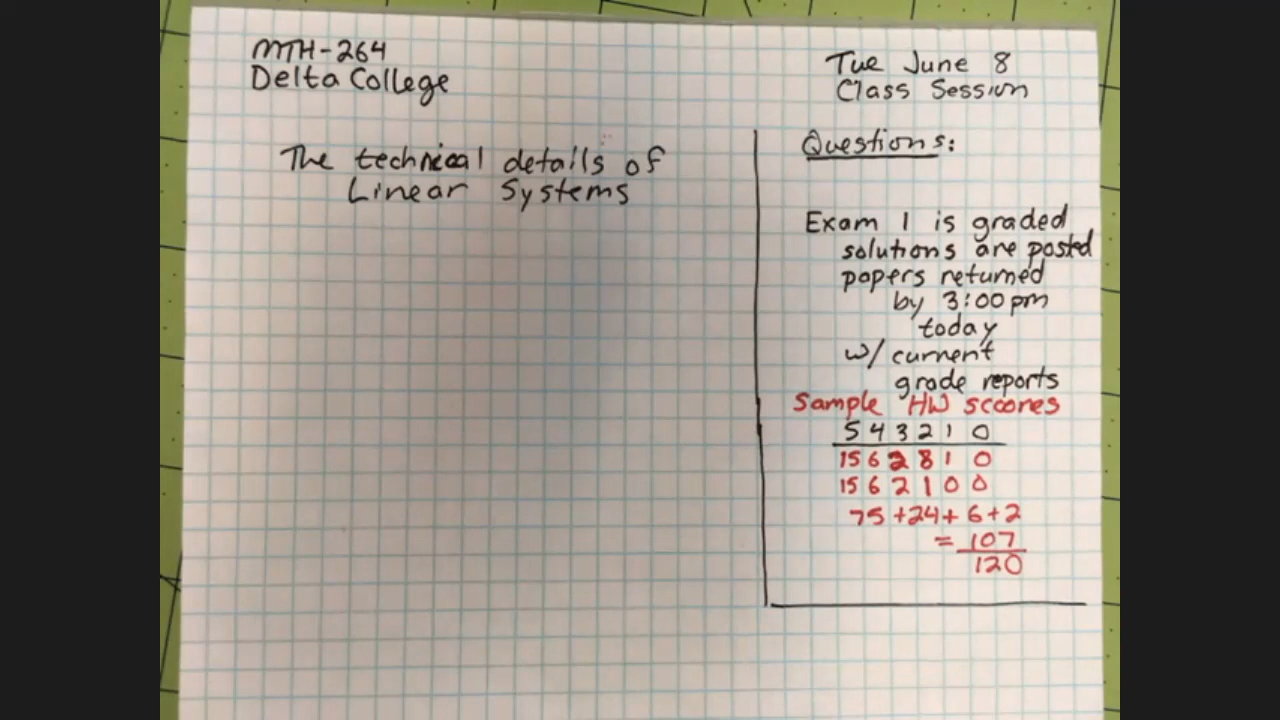 MTH-264
Delta College
Tue June 8
Class Session
The technical details of
Linear Systems
Questions:
Exam 1 is graded
solutions are posted
papers returned
by 3:00 pm
today
w/ current
grade reports
Sample HW scoores
5 4 3 2 1 0
15 6 2 8 1 0
15 6 2 1 0 0
75 + 24 + 6 + 2
= 107
120